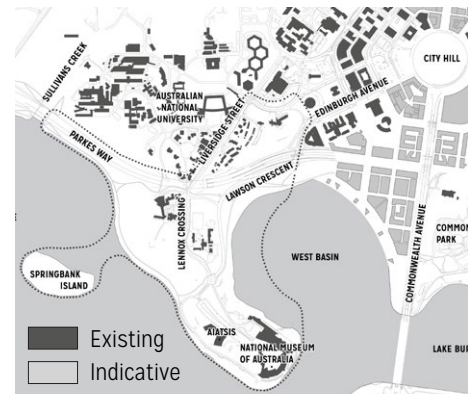 SULLIVANS CREEK
CITY HILL
AUSTRALIAN
NATIONAL
UNIVERSITY
LIVERSIDGE STREET
EDINBURGH AVENUE
PARKES WAY
LAWSON CRESCENT
LENNOX CROSSING
COMMONWEALTH AVENUE
COMMON
PARK
WEST BASIN
SPRINGBANK
ISLAND
AIATSIS
NATIONAL MUSEUM
OF AUSTRALIA
LAKE BUR
Existing
Indicative